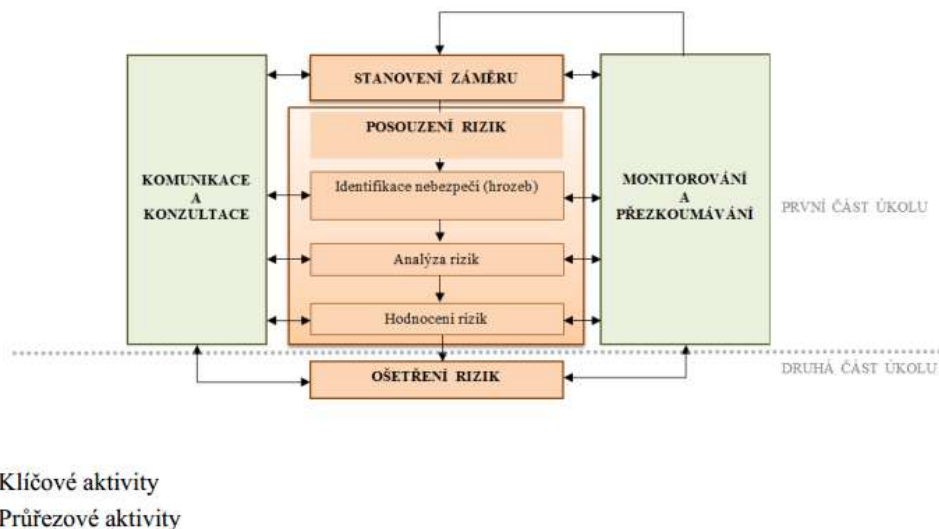 STANOVENÍ ZÁMĚRU
POSOUZENÍ RIZIK
KOMUNIKACE
A
KONZULTACE
Identifikace nebezpečí (hrozeb)
MONITOROVÁNÍ
A
PŘEZKOUMÁVÁNÍ
PRVNÍ ČÁST ÚKOLU
Analýza rizik
Hodnocení rizik
OŠETŘENÍ RIZIK
DRUHÁ ČÁST ÚKOLU
Klíčové aktivity
Průřezové aktivity